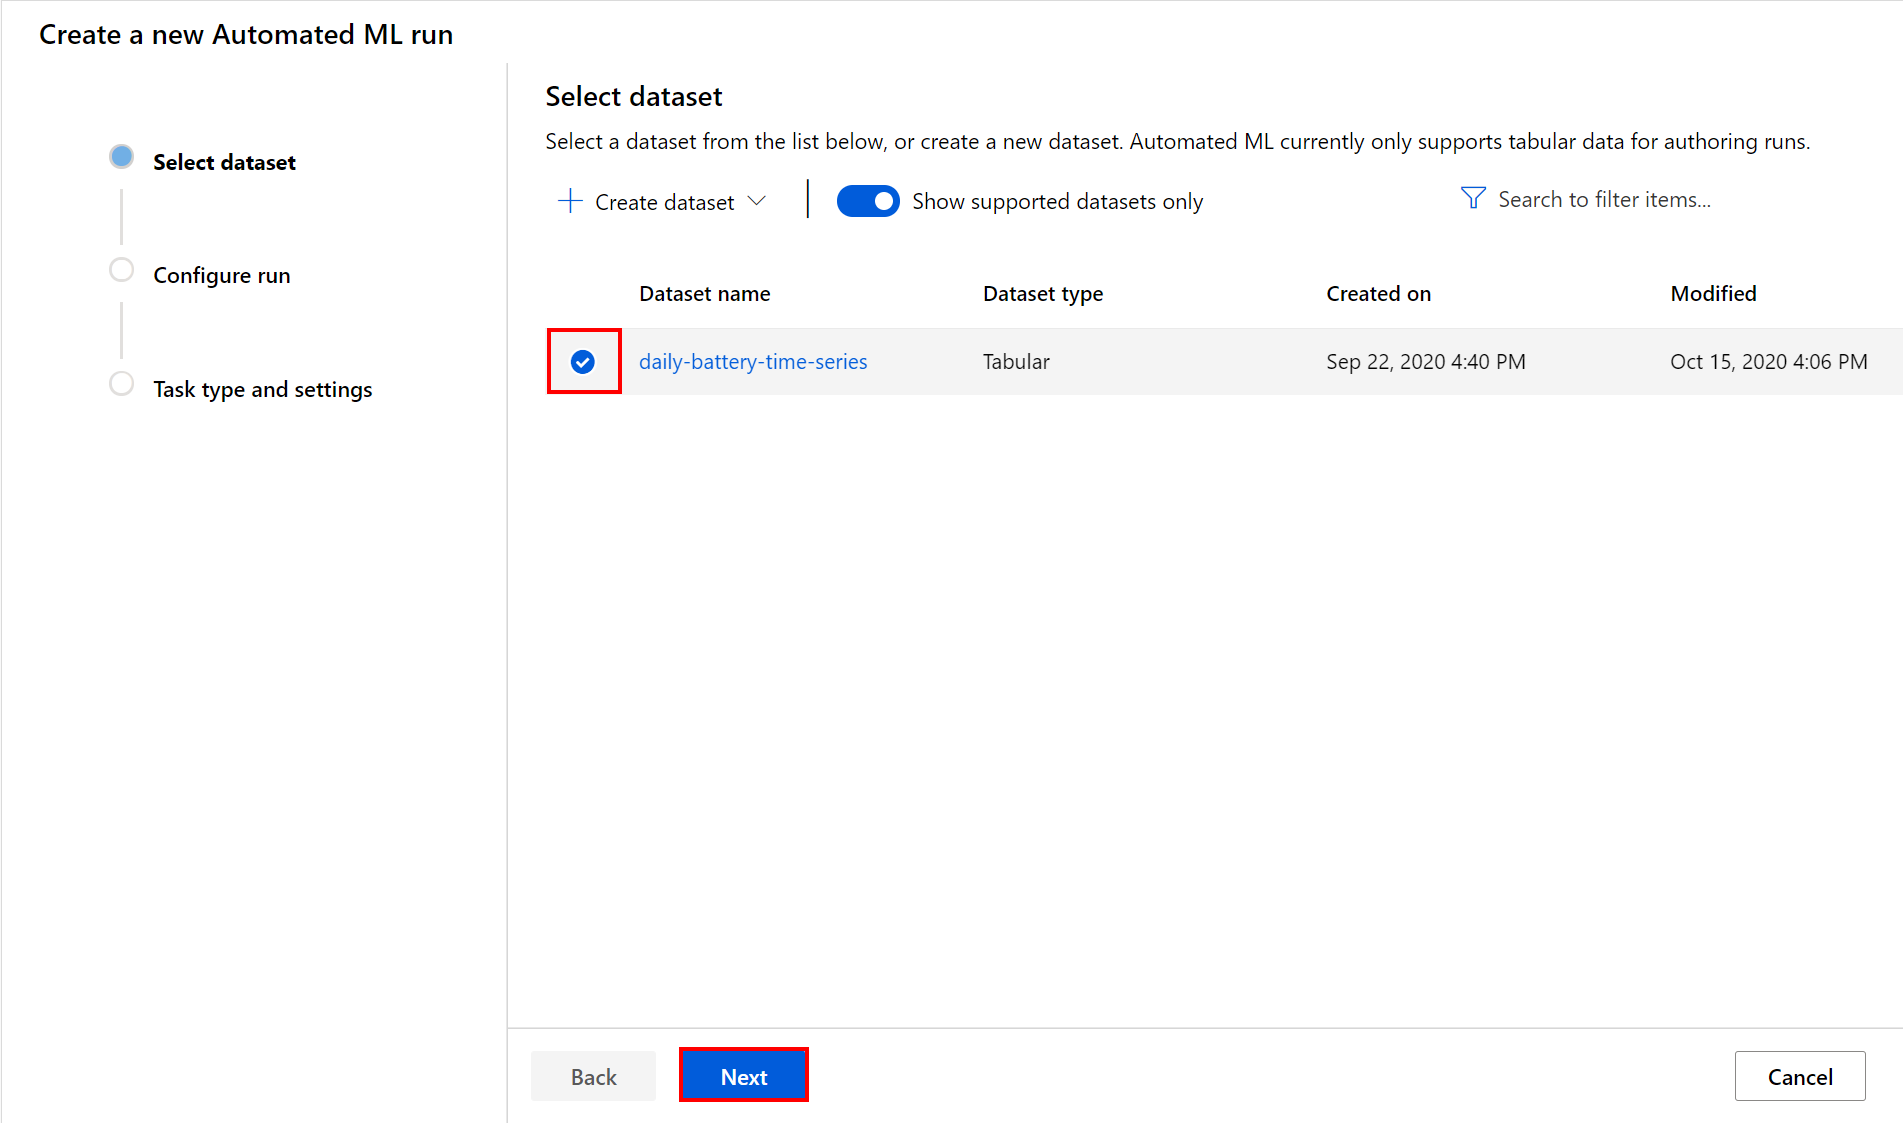 Create a new Automated ML run
Select dataset
Configure run
Task type and settings
Select dataset
Select a dataset from the list below, or create a new dataset. Automated ML currently only supports tabular data for authoring runs.
Create dataset
Show supported datasets only
Search to filter items...
Dataset name Dataset type Created on Modified
daily-battery-time-series Tabular Sep 22, 2020 4:40 PM Oct 15, 2020 4:06 PM
Back Next Cancel